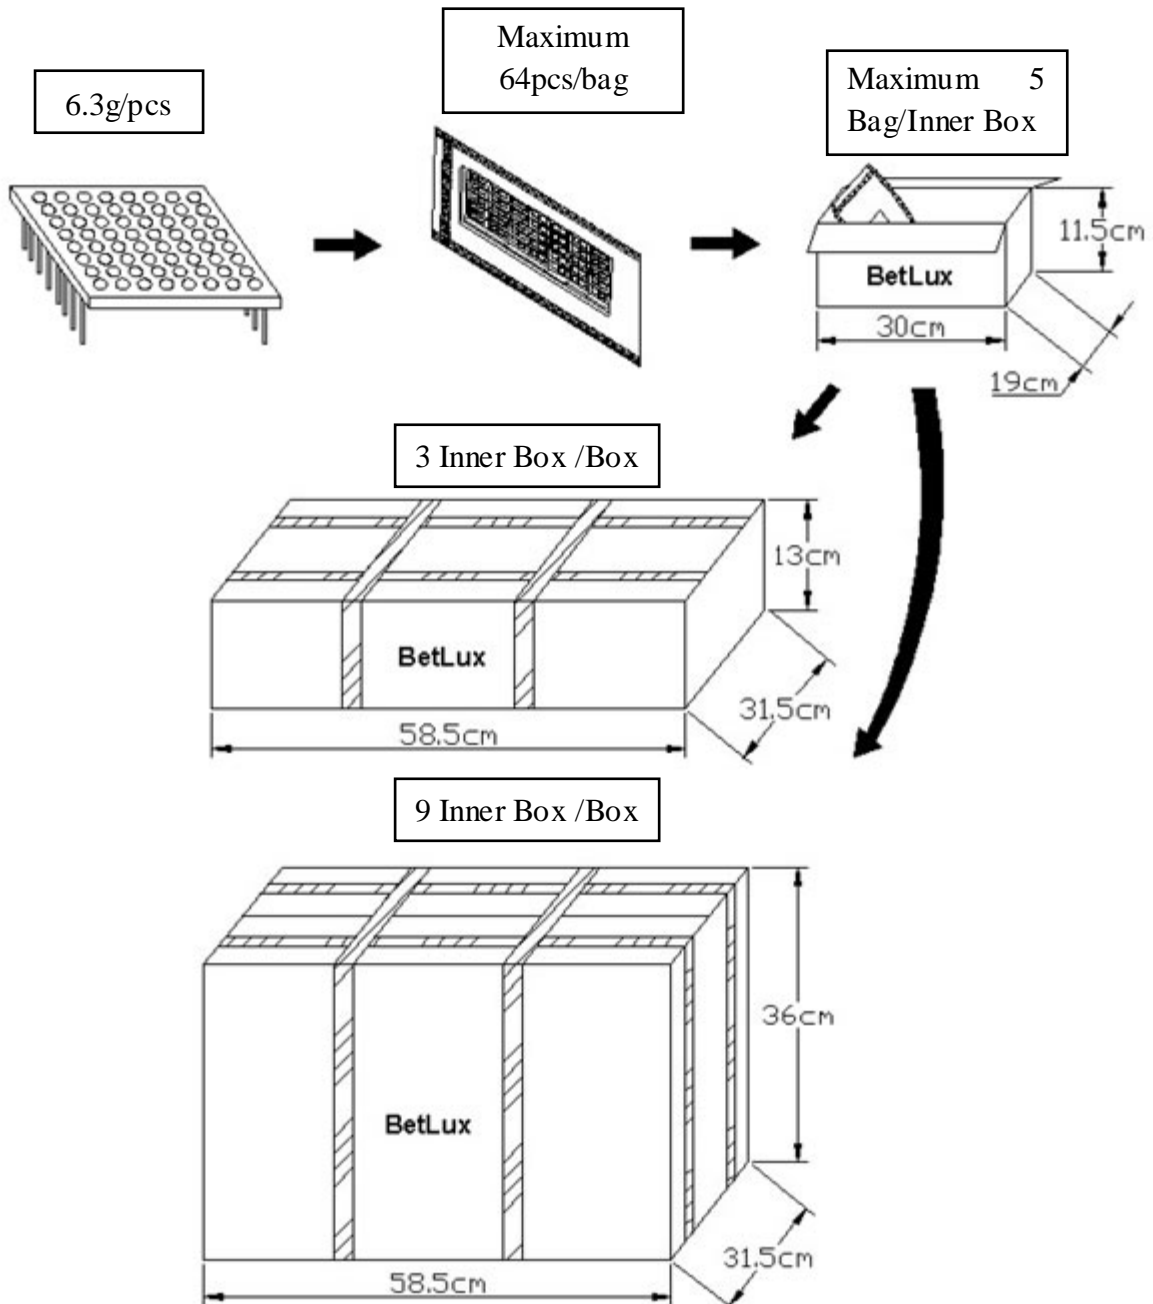 6.3g/pcs
Maximum
64pcs/bag
Maximum 5
Bag/Inner Box
BetLux
11.5cm
30cm
19cm
3 Inner Box /Box
BetLux
13cm
31.5cm
58.5cm
9 Inner Box /Box
BetLux
36cm
31.5cm
58.5cm